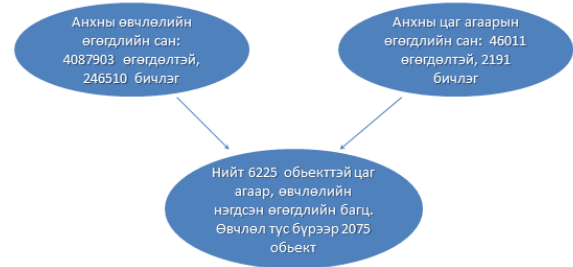 Анхны өвчлөлийн
өгөгдлийн сан:
4087903 өгөгдөлтэй,
246510 бичлэг
Анхны цаг агаарын
өгөгдлийн сан: 46011
өгөгдөлтэй, 2191
бичлэг
Нийт 6225 обьекттэй цаг
агаар, өвчлөлийн
нэгдсэн өгөгдлийн багц.
Өвчлөл тус бүрээр 2075
обьект